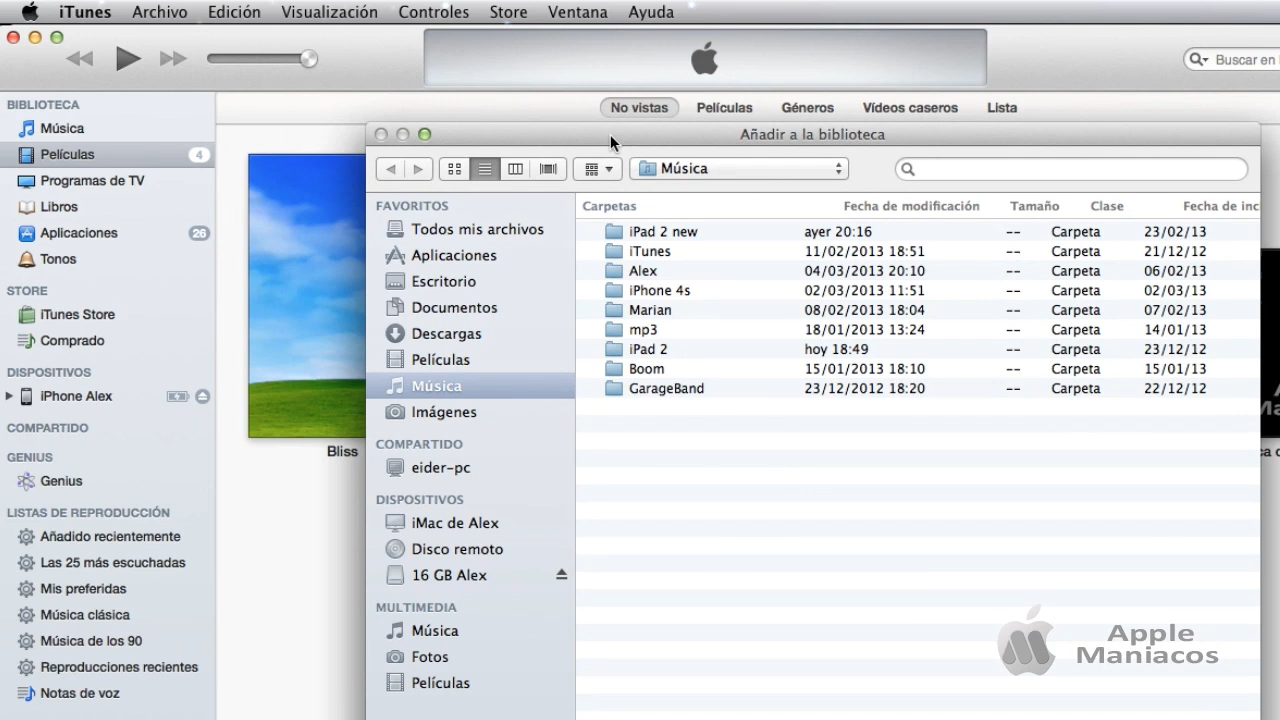 iTunes Archivo Edición Visualización Controles Store Ventana Ayuda
Buscar en
BIBLIOTECA
Música
Películas 4
Programas de TV
Libros
Aplicaciones 26
Tonos
STORE
iTunes Store
Comprado
DISPOSITIVOS
iPhone Alex
COMPARTIDO
GENIUS
Genius
LISTAS DE REPRODUCCIÓN
Añadido recientemente
Las 25 más escuchadas
Mis preferidas
Música clásica
Música de los 90
Reproducciones recientes
Notas de voz
No vistas Películas Géneros Vídeos caseros Lista
Bliss
Añadir a la biblioteca
Música
FAVORITOS
Todos mis archivos
Aplicaciones
Escritorio
Documentos
Descargas
Películas
Música
Imágenes
COMPARTIDO
eider-pc
DISPOSITIVOS
iMac de Alex
Disco remoto
16 GB Alex
MULTIMEDIA
Música
Fotos
Películas
Carpetas Fecha de modificación Tamaño Clase Fecha de inc
iPad 2 new ayer 20:16 -- Carpeta 23/02/13
iTunes 11/02/2013 18:51 -- Carpeta 21/12/12
Alex 04/03/2013 20:10 -- Carpeta 06/02/13
iPhone 4s 02/03/2013 11:51 -- Carpeta 02/03/13
Marian 08/02/2013 18:04 -- Carpeta 07/02/13
mp3 18/01/2013 13:24 -- Carpeta 14/01/13
iPad 2 hoy 18:49 -- Carpeta 23/12/12
Boom 15/01/2013 18:10 -- Carpeta 15/01/13
GarageBand 23/12/2012 18:20 -- Carpeta 22/12/12
Apple
Maniacos